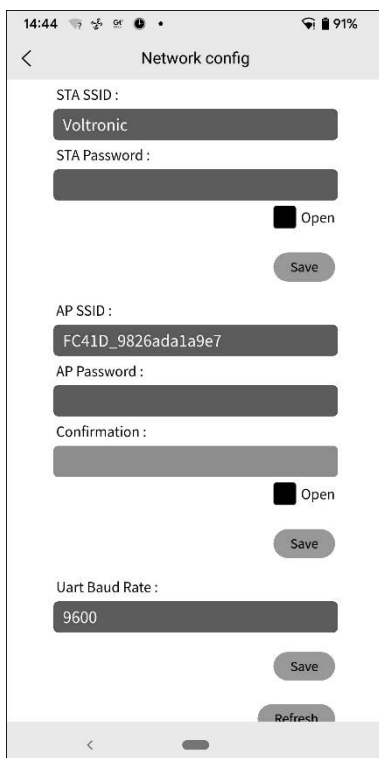 14:44 91%
Network config
STA SSID :
Voltronic
STA Password :
Open
Save
AP SSID :
FC41D_9826ada1a9e7
AP Password :
Confirmation :
Open
Save
Uart Baud Rate :
9600
Save
Refresh